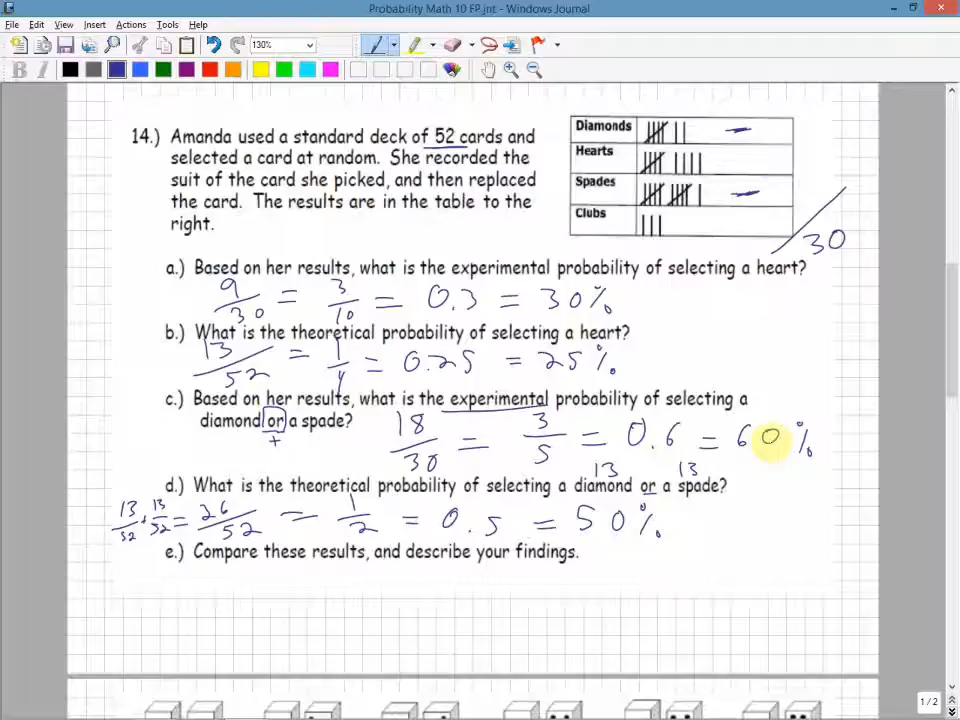 Probability Math 10 FP.jnt - Windows Journal
File Edit View Insert Actions Tools Help
130%
B I
14.) Amanda used a standard deck of 52 cards and
selected a card at random. She recorded the
suit of the card she picked, and then replaced
the card. The results are in the table to the
right.
Diamonds
Hearts
Spades
Clubs
/30
a.) Based on her results, what is the experimental probability of selecting a heart?
9/30 = 3/10 = 0.3 = 30%
b.) What is the theoretical probability of selecting a heart?
13/52 = 1/4 = 0.25 = 25%
c.) Based on her results, what is the experimental probability of selecting a
diamond or a spade?
+
18/30 = 3/5 = 0.6 = 60%
13 13
d.) What is the theoretical probability of selecting a diamond or a spade?
13/52 + 13/52 = 26/52 = 1/2 = 0.5 = 50%
e.) Compare these results, and describe your findings.
1/2